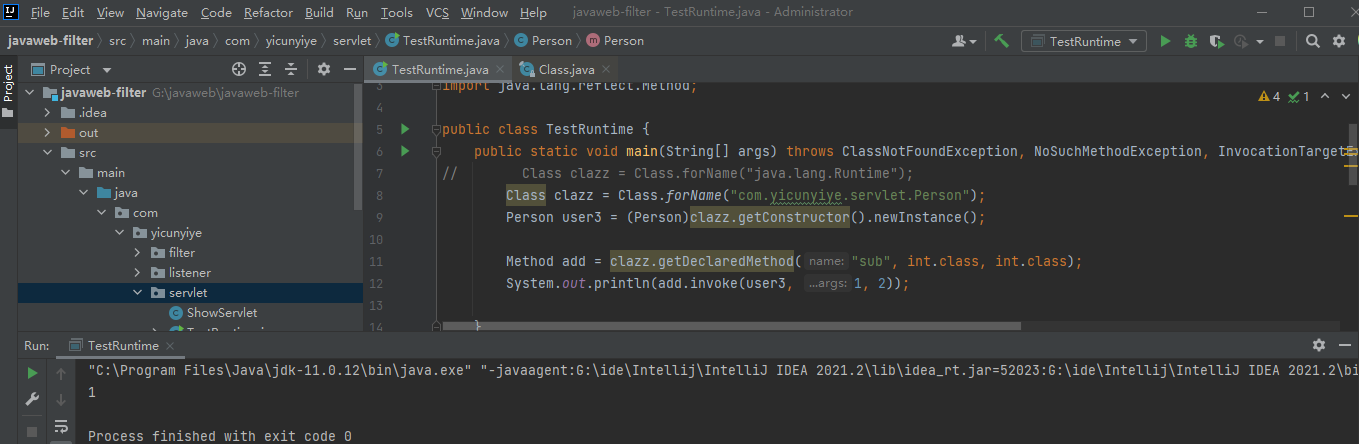 File Edit View Navigate Code Refactor Build Run Tools VCS Window Help javaweb-filter - TestRuntime.java - Administrator
javaweb-filter src main java com yicunyiye servlet TestRuntime.java Person Person TestRuntime
Project
Project
TestRuntime.java Class.java
javaweb-filter G:\javaweb\javaweb-filter
.idea
out
src
main
java
com
yicunyiye
filter
listener
servlet
ShowServlet
3 import java.lang.reflect.Method;
4 4 1
5 public class TestRuntime {
6 public static void main(String[] args) throws ClassNotFoundException, NoSuchMethodException, InvocationTargetEx
7 // Class clazz = Class.forName("java.lang.Runtime");
8 Class clazz = Class.forName("com.yicunyiye.servlet.Person");
9 Person user3 = (Person)clazz.getConstructor().newInstance();
10
11 Method add = clazz.getDeclaredMethod( name: "sub", int.class, int.class);
12 System.out.println(add.invoke(user3, ...args: 1, 2));
13
14 }
Run: TestRuntime
"C:\Program Files\Java\jdk-11.0.12\bin\java.exe" "-javaagent:G:\ide\Intellij\IntelliJ IDEA 2021.2\lib\idea_rt.jar=52023:G:\ide\Intellij\IntelliJ IDEA 2021.2\bi
1
Process finished with exit code 0